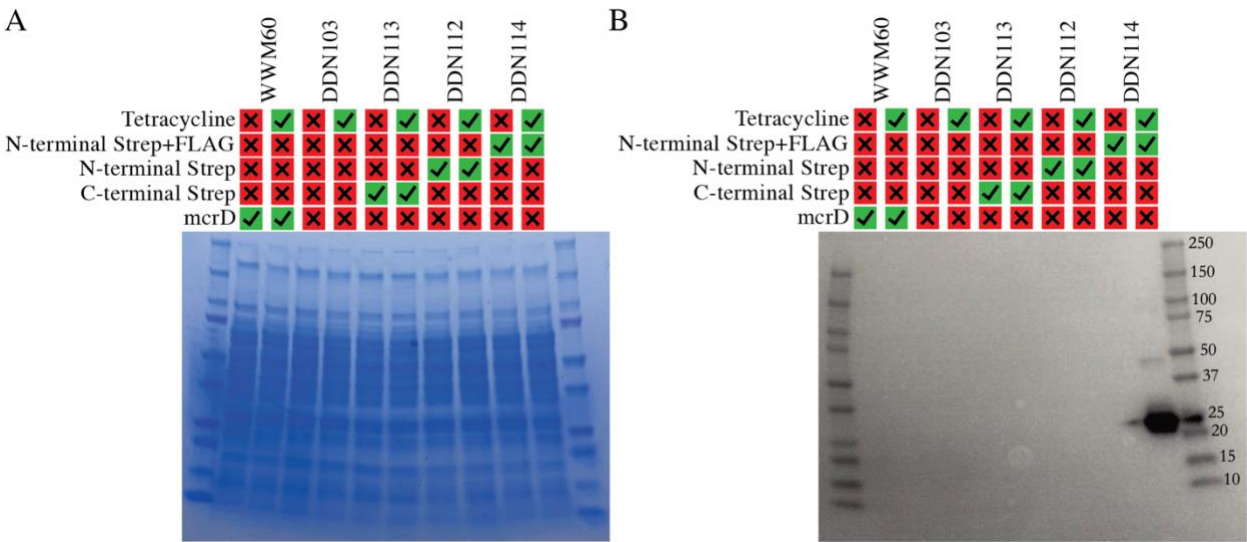 A
WWM60
DDN103
DDN113
DDN112
DDN114
Tetracycline
N-terminal Strep+FLAG
N-terminal Strep
C-terminal Strep
mcrD
B
WWM60
DDN103
DDN113
DDN112
DDN114
Tetracycline
N-terminal Strep+FLAG
N-terminal Strep
C-terminal Strep
mcrD
250
150
100
75
50
37
25
20
15
10